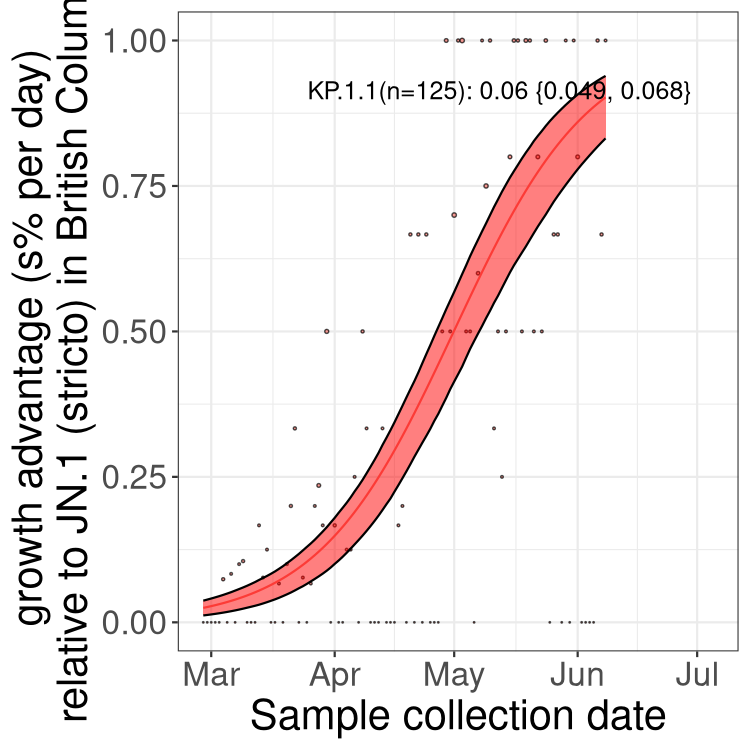 growth advantage (s% per day)
relative to JN.1 (stricto) in British Colum
1.00
0.75
0.50
0.25
0.00
KP.1.1(n=125): 0.06 {0.049, 0.068}
Mar Apr May Jun Jul
Sample collection date